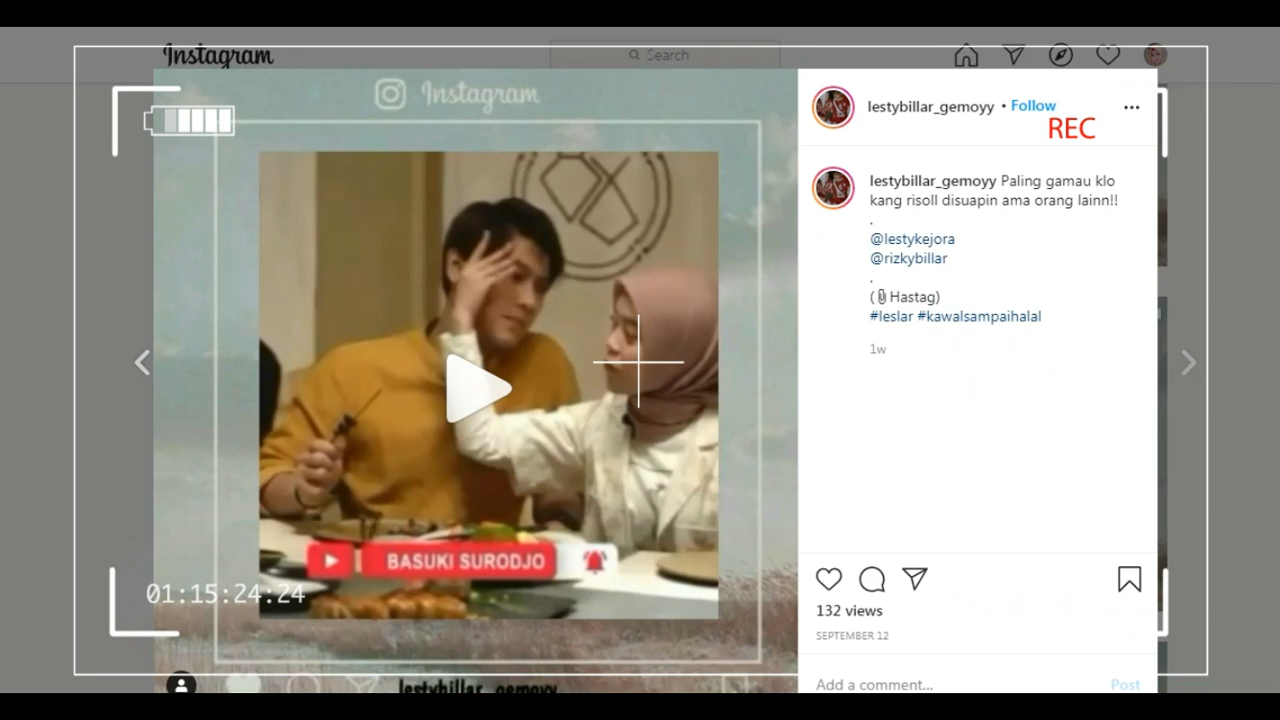 Instagram
Search
Instagram
lestybillar_gemoyy • Follow
REC
lestybillar_gemoyy Paling gamau klo
kang risoll disuapin ama orang lainn!!
.
@lestykejora
@rizkybillar
.
(Hastag)
#leslar #kawalsampaihalal
1w
BASUKI SURODJO
01:15:24:24
132 views
SEPTEMBER 12
lestybillar_gemoyy
Add a comment...
Post